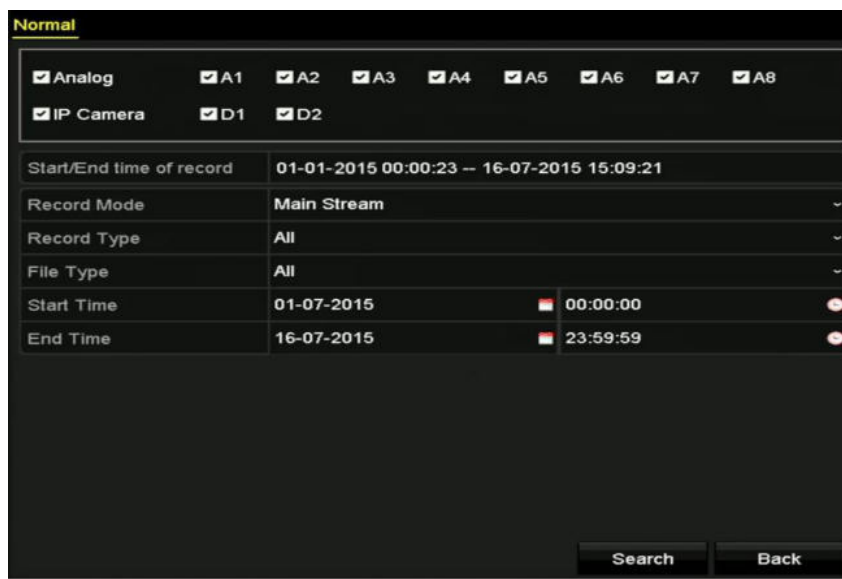 Normal
Analog A1 A2 A3 A4 A5 A6 A7 A8
IP Camera D1 D2
Start/End time of record 01-01-2015 00:00:23 -- 16-07-2015 15:09:21
Record Mode Main Stream
Record Type All
File Type All
Start Time 01-07-2015 00:00:00
End Time 16-07-2015 23:59:59
Search Back